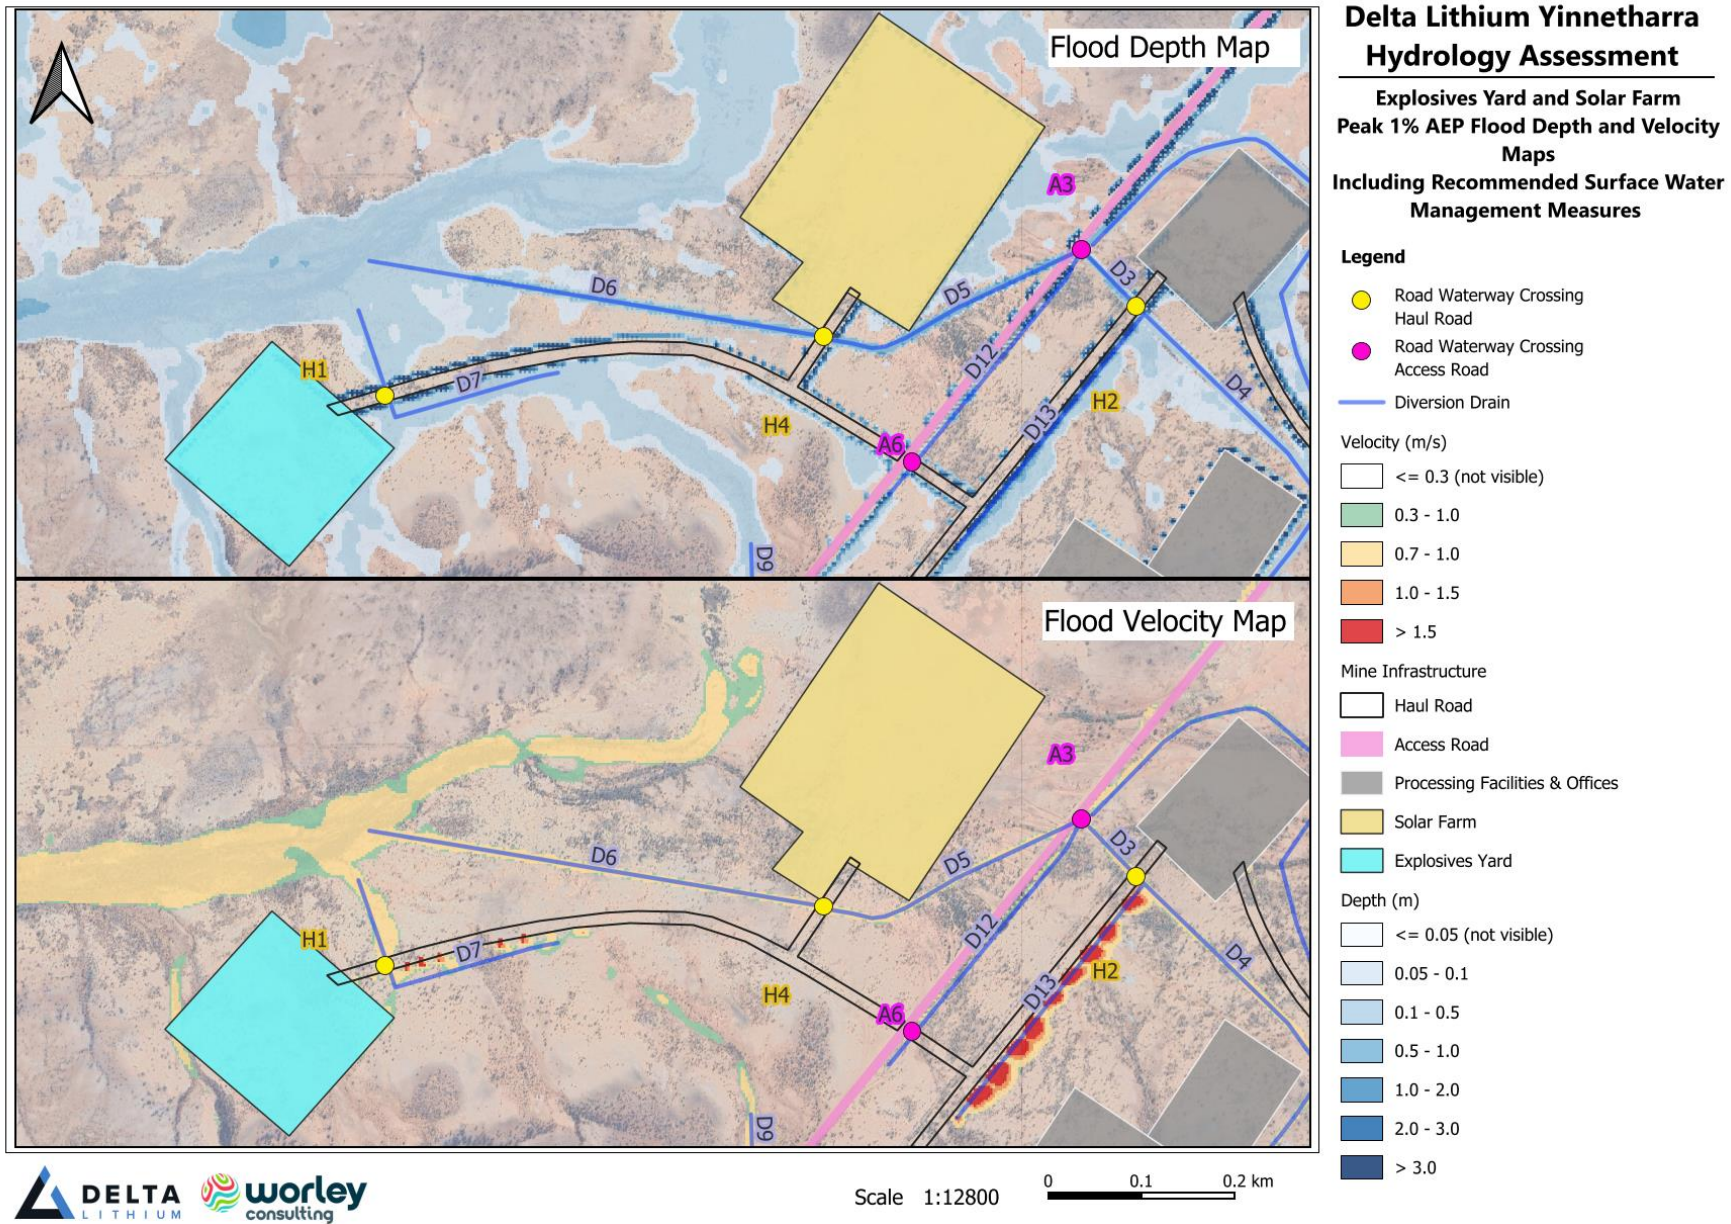 Delta Lithium Yinnetharra
Hydrology Assessment
Explosives Yard and Solar Farm
Peak 1% AEP Flood Depth and Velocity
Maps
Including Recommended Surface Water
Management Measures
Legend
Road Waterway Crossing
Haul Road
Road Waterway Crossing
Access Road
Diversion Drain
Velocity (m/s)
<= 0.3 (not visible)
0.3 - 1.0
0.7 - 1.0
1.0 - 1.5
> 1.5
Mine Infrastructure
Haul Road
Access Road
Processing Facilities & Offices
Solar Farm
Explosives Yard
Depth (m)
<= 0.05 (not visible)
0.05 - 0.1
0.1 - 0.5
0.5 - 1.0
1.0 - 2.0
2.0 - 3.0
> 3.0
Flood Depth Map
A3
D3
D6
D5
D12
H1
D7
D4
H2
D13
H4
A6
D9
Flood Velocity Map
A3
D3
D6
D5
D12
H1
D7
D4
H2
D13
H4
A6
D9
DELTA
LITHIUM
worley
consulting
Scale 1:12800
0 0.1 0.2 km